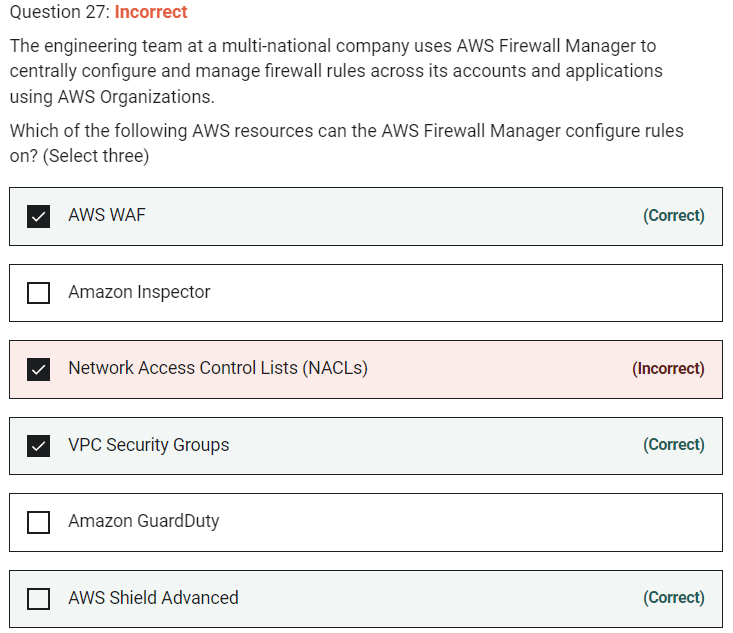 Question 27: Incorrect
The engineering team at a multi-national company uses AWS Firewall Manager to
centrally configure and manage firewall rules across its accounts and applications
using AWS Organizations.
Which of the following AWS resources can the AWS Firewall Manager configure rules
on? (Select three)
AWS WAF (Correct)
Amazon Inspector
Network Access Control Lists (NACLs) (Incorrect)
VPC Security Groups (Correct)
Amazon GuardDuty
AWS Shield Advanced (Correct)